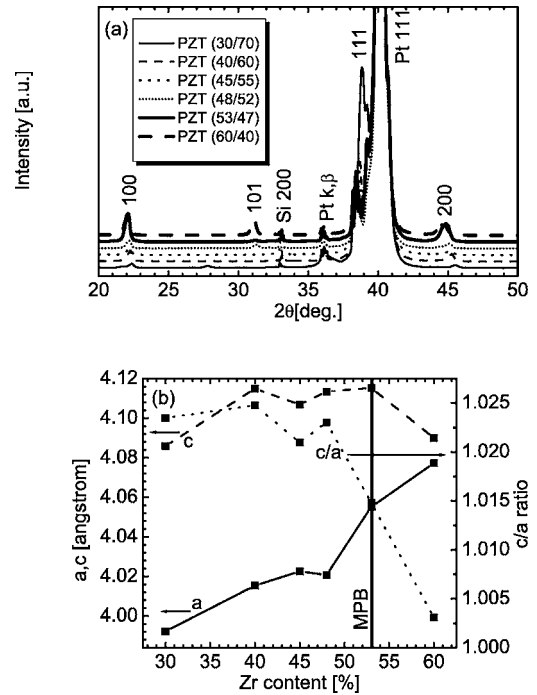 (a)
PZT (30/70)
PZT (40/60)
PZT (45/55)
PZT (48/52)
PZT (53/47)
PZT (60/40)
Intensity [a.u.]
100
101
Si 200
Pt k,β
111
Pt 111
200
20 25 30 35 40 45 50
2θ[deg.]
(b)
4.12
4.10
4.08
4.06
4.04
4.02
4.00
a,c [angstrom]
c
c/a
a
MPB
1.025
1.020
1.015
1.010
1.005
1.000
c/a ratio
30 35 40 45 50 55 60
Zr content [%]